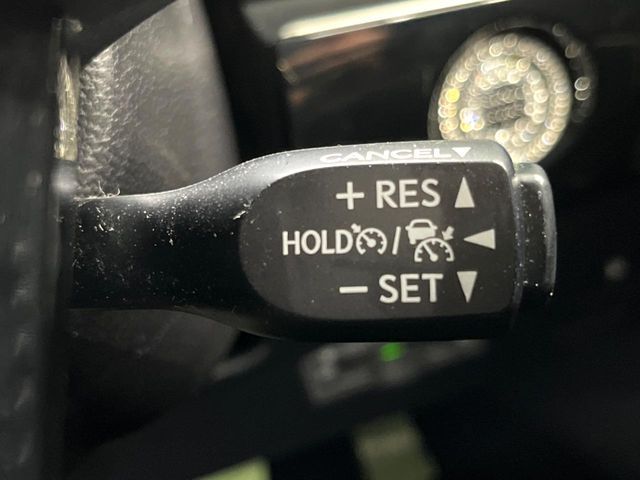 CANCEL▼
+ RES ▲
HOLD / ◀
− SET ▼